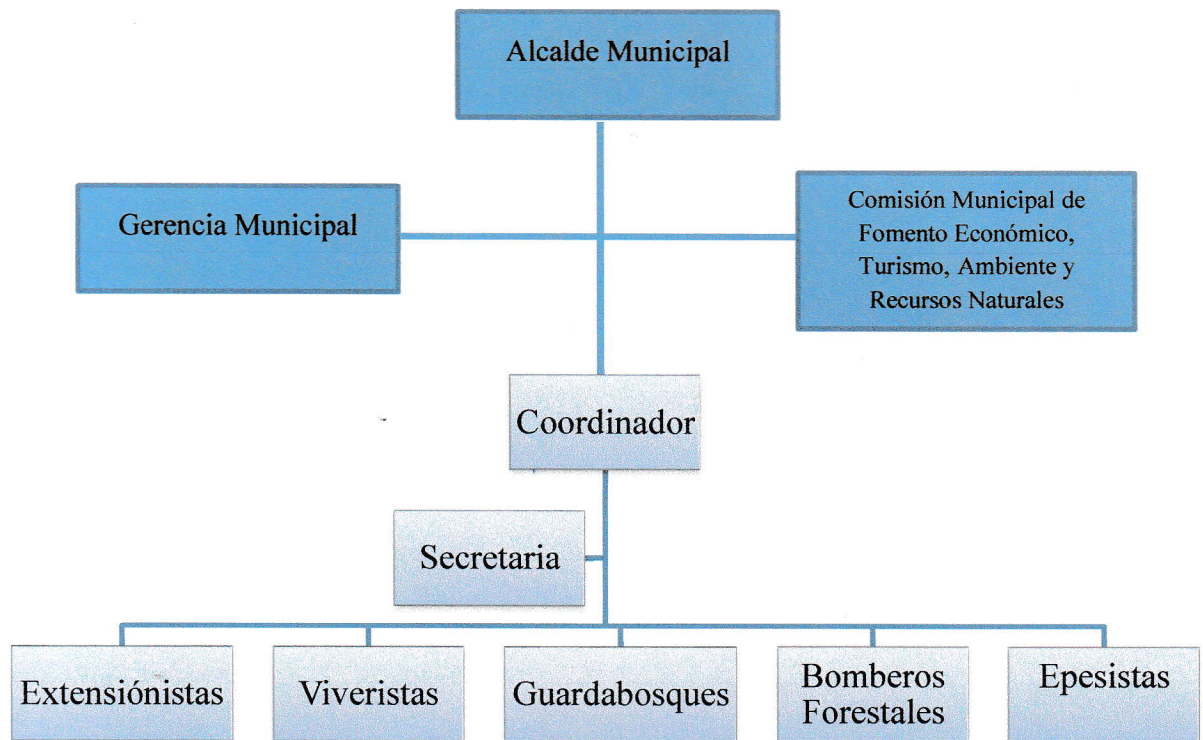 Alcalde Municipal
Gerencia Municipal
Comisión Municipal de
Fomento Económico,
Turismo, Ambiente y
Recursos Naturales
Coordinador
Secretaria
Extensiónistas
Viveristas
Guardabosques
Bomberos
Forestales
Epesistas